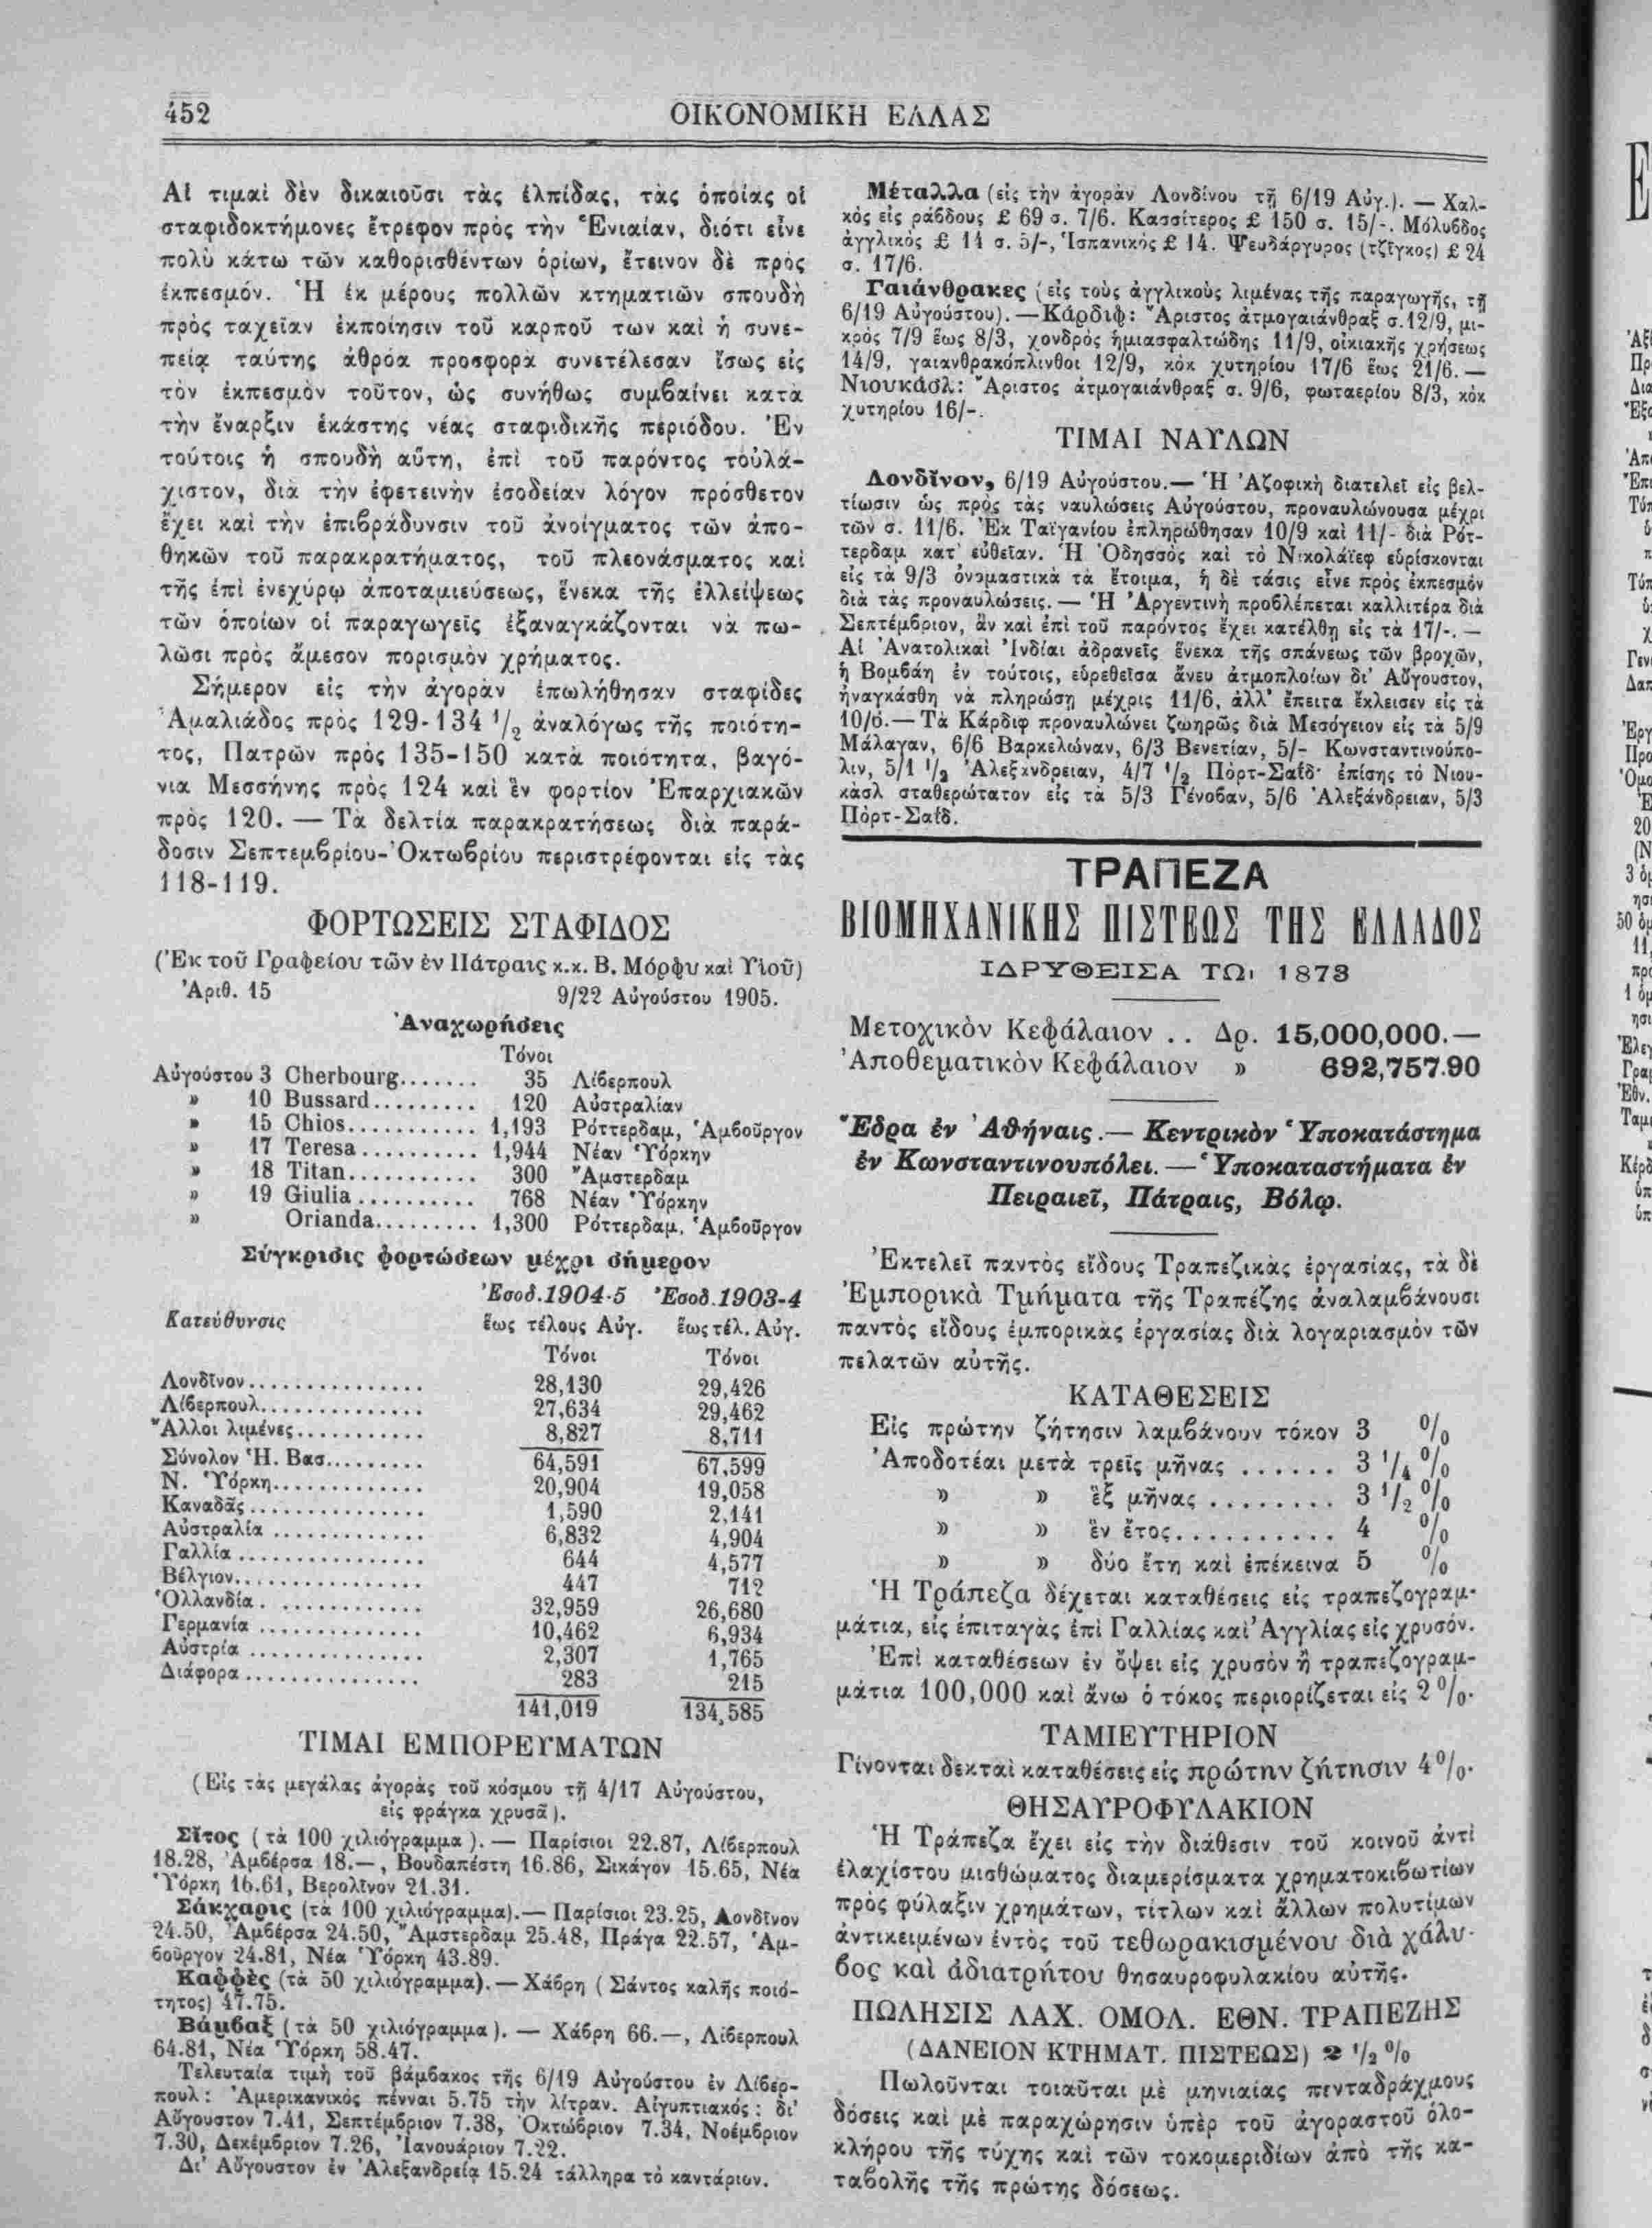 452
ΟΙΚΟΝΟΜΙΚΗ ΕΛΛΑΣ
Αἱ τιμαὶ δὲν δικαιοῦσι τὰς ἐλπίδας, τὰς ὁποίας οἱ
σταφιδοκτήμονες ἔτρεφον πρὸς τὴν Ἑνιαίαν, διότι εἶνε
πολὺ κάτω τῶν καθορισθέντων ὁρίων, ἔτεινον δὲ πρὸς
ἐκπεσμόν. Ἡ ἐκ μέρους πολλῶν κτηματιῶν σπουδὴ
πρὸς ταχεῖαν ἐκποίησιν τοῦ καρποῦ των καὶ ἡ συνε-
πείᾳ ταύτης ἀθρόα προσφορὰ συνετέλεσαν ἴσως εἰς
τὸν ἐκπεσμὸν τοῦτον, ὡς συνήθως συμβαίνει κατὰ
τὴν ἔναρξιν ἑκάστης νέας σταφιδικῆς περιόδου. Ἐν
τούτοις ἡ σπουδὴ αὕτη, ἐπὶ τοῦ παρόντος τοὐλά-
χιστον, διὰ τὴν ἐφετεινὴν ἐσοδείαν λόγον πρόσθετον
ἔχει καὶ τὴν ἐπιβράδυνσιν τοῦ ἀνοίγματος τῶν ἀπο-
θηκῶν τοῦ παρακρατήματος, τοῦ πλεονάσματος καὶ
τῆς ἐπὶ ἐνεχύρῳ ἀποταμιεύσεως, ἕνεκα τῆς ἐλλείψεως
τῶν ὁποίων οἱ παραγωγεῖς ἐξαναγκάζονται νὰ πω-
λῶσι πρὸς ἄμεσον πορισμὸν χρήματος.
Σήμερον εἰς τὴν ἀγορὰν ἐπωλήθησαν σταφίδες
Ἀμαλιάδος πρὸς 129-134 1/2 ἀναλόγως τῆς ποιότη-
τος, Πατρῶν πρὸς 135-150 κατὰ ποιότητα, βαγό-
νια Μεσσήνης πρὸς 124 καὶ ἓν φορτίον Ἐπαρχιακῶν
πρὸς 120. — Τὰ δελτία παρακρατήσεως διὰ παρά-
δοσιν Σεπτεμβρίου-Ὀκτωβρίου περιστρέφονται εἰς τὰς
118-119.
ΦΟΡΤΩΣΕΙΣ ΣΤΑΦΙΔΟΣ
(Ἐκ τοῦ Γραφείου τῶν ἐν Πάτραις κ.κ. Β. Μόρφυ καὶ Υἱοῦ)
Ἀριθ. 15 9/22 Αὐγούστου 1905.
Ἀναχωρήσεις
Τόνοι
Αὐγούστου 3 Cherbourg....... 35 Λίβερπουλ
» 10 Bussard......... 120 Αὐστραλίαν
» 15 Chios........... 1,193 Ρόττερδαμ, Ἁμβοῦργον
» 17 Teresa.......... 1,944 Νέαν Ὑόρκην
» 18 Titan........... 300 Ἄμστερδαμ
» 19 Giulia.......... 768 Νέαν Ὑόρκην
» Orianda......... 1,300 Ρόττερδαμ, Ἁμβοῦργον
Σύγκρισις φορτώσεων μέχρι σήμερον
Ἐσοδ.1904-5 Ἐσοδ.1903-4
Κατεύθυνσις ἕως τέλους Αὐγ. ἕως τέλ. Αὐγ.
Τόνοι Τόνοι
Λονδῖνον............... 28,130 29,426
Λίβερπουλ.............. 27,634 29,462
Ἄλλοι λιμένες........... 8,827 8,711
Σύνολον Ἡ. Βασ......... 64,591 67,599
Ν. Ὑόρκη............. 20,904 19,058
Καναδᾶς............... 1,590 2,141
Αὐστραλία ............. 6,832 4,904
Γαλλία ................ 644 4,577
Βέλγιον................ 447 712
Ὁλλανδία. ............. 32,959 26,680
Γερμανία .............. 10,462 6,934
Αὐστρία ............... 2,307 1,765
Διάφορα............... 283 215
141,019 134,585
ΤΙΜΑΙ ΕΜΠΟΡΕΥΜΑΤΩΝ
(Εἰς τὰς μεγάλας ἀγορὰς τοῦ κόσμου τῇ 4/17 Αὐγούστου,
εἰς φράγκα χρυσᾶ).
Σῖτος (τὰ 100 χιλιόγραμμα). — Παρίσιοι 22.87, Λίβερπουλ
18.28, Ἀμβέρσα 18.—, Βουδαπέστη 16.86, Σικάγον 15.65, Νέα
Ὑόρκη 16.61, Βερολῖνον 21.31.
Σάκχαρις (τὰ 100 χιλιόγραμμα).— Παρίσιοι 23.25, Λονδῖνον
24.50, Ἀμβέρσα 24.50, Ἄμστερδαμ 25.48, Πράγα 22.57, Ἁμ-
βοῦργον 24.81, Νέα Ὑόρκη 43.89.
Καφφὲς (τὰ 50 χιλιόγραμμα). — Χάβρη (Σάντος καλῆς ποιό-
τητος) 47.75.
Βάμβαξ (τὰ 50 χιλιόγραμμα). — Χάβρη 66.—, Λίβερπουλ
64.81, Νέα Ὑόρκη 58.47.
Τελευταία τιμὴ τοῦ βάμβακος τῆς 6/19 Αὐγούστου ἐν Λίβερ-
πουλ: Ἀμερικανικὸς πένναι 5.75 τὴν λίτραν. Αἰγυπτιακός: δι'
Αὔγουστον 7.41, Σεπτέμβριον 7.38, Ὀκτώβριον 7.34, Νοέμβριον
7.30, Δεκέμβριον 7.26, Ἰανουάριον 7.22.
Δι' Αὔγουστον ἐν Ἀλεξανδρείᾳ 15.24 τάλληρα τὸ καντάριον.
Μέταλλα (εἰς τὴν ἀγορὰν Λονδίνου τῇ 6/19 Αὐγ.). — Χαλ-
κὸς εἰς ράβδους £ 69 σ. 7/6. Κασσίτερος £ 150 σ. 15/-. Μόλυβδος
ἀγγλικὸς £ 14 σ. 5/-, Ἱσπανικὸς £ 14. Ψευδάργυρος (τζῖγκος) £ 24
σ. 17/6.
Γαιάνθρακες (εἰς τοὺς ἀγγλικοὺς λιμένας τῆς παραγωγῆς, τῇ
6/19 Αὐγούστου). — Κάρδιφ: Ἄριστος ἀτμογαιάνθραξ σ.12/9, μι-
κρὸς 7/9 ἕως 8/3, χονδρὸς ἡμιασφαλτώδης 11/9, οἰκιακῆς χρήσεως
14/9, γαιανθρακόπλινθοι 12/9, κὸκ χυτηρίου 17/6 ἕως 21/6. —
Νιουκάσλ: Ἄριστος ἀτμογαιάνθραξ σ. 9/6, φωταερίου 8/3, κὸκ
χυτηρίου 16/-.
ΤΙΜΑΙ ΝΑΥΛΩΝ
Λονδῖνον, 6/19 Αὐγούστου.— Ἡ Ἀζοφικὴ διατελεῖ εἰς βελ-
τίωσιν ὡς πρὸς τὰς ναυλώσεις Αὐγούστου, προναυλώνουσα μέχρι
τῶν σ. 11/6. Ἐκ Ταϊγανίου ἐπληρώθησαν 10/9 καὶ 11/- διὰ Ρότ-
τερδαμ κατ' εὐθεῖαν. Ἡ Ὀδησσὸς καὶ τὸ Νικολάϊεφ εὑρίσκονται
εἰς τὰ 9/3 ὀνομαστικὰ τὰ ἕτοιμα, ἡ δὲ τάσις εἶνε πρὸς ἐκπεσμὸν
διὰ τὰς προναυλώσεις. — Ἡ Ἀργεντινὴ προβλέπεται καλλιτέρα διὰ
Σεπτέμβριον, ἂν καὶ ἐπὶ τοῦ παρόντος ἔχει κατέλθῃ εἰς τὰ 17/-. —
Αἱ Ἀνατολικαὶ Ἰνδίαι ἀδρανεῖς ἕνεκα τῆς σπάνεως τῶν βροχῶν,
ἡ Βομβάη ἐν τούτοις, εὑρεθεῖσα ἄνευ ἀτμοπλοίων δι' Αὔγουστον,
ἠναγκάσθη νὰ πληρώσῃ μέχρις 11/6, ἀλλ' ἔπειτα ἔκλεισεν εἰς τὰ
10/6. — Τὰ Κάρδιφ προναυλώνει ζωηρῶς διὰ Μεσόγειον εἰς τὰ 5/9
Μάλαγαν, 6/6 Βαρκελώναν, 6/3 Βενετίαν, 5/- Κωνσταντινούπο-
λιν, 5/1 1/2 Ἀλεξάνδρειαν, 4/7 1/2 Πόρτ-Σαΐδ· ἐπίσης τὸ Νιου-
κάσλ σταθερώτατον εἰς τὰ 5/3 Γένοβαν, 5/6 Ἀλεξάνδρειαν, 5/3
Πόρτ-Σαΐδ.
ΤΡΑΠΕΖΑ
ΒΙΟΜΗΧΑΝΙΚΗΣ ΠΙΣΤΕΩΣ ΤΗΣ ΕΛΛΑΔΟΣ
ΙΔΡΥΘΕΙΣΑ ΤΩι 1873
Μετοχικὸν Κεφάλαιον .. Δρ. 15,000,000.—
Ἀποθεματικὸν Κεφάλαιον » 692,757.90
Ἕδρα ἐν Ἀθήναις.— Κεντρικὸν Ὑποκατάστημα
ἐν Κωνσταντινουπόλει. — Ὑποκαταστήματα ἐν
Πειραιεῖ, Πάτραις, Βόλῳ.
Ἐκτελεῖ παντὸς εἴδους Τραπεζικὰς ἐργασίας, τὰ δὲ
Ἐμπορικὰ Τμήματα τῆς Τραπέζης ἀναλαμβάνουσι
παντὸς εἴδους ἐμπορικὰς ἐργασίας διὰ λογαριασμὸν τῶν
πελατῶν αὐτῆς.
ΚΑΤΑΘΕΣΕΙΣ
Εἰς πρώτην ζήτησιν λαμβάνουν τόκον 3 %
Ἀποδοτέαι μετὰ τρεῖς μῆνας ...... 3 1/4 %
» » ἓξ μῆνας ........ 3 1/2 %
» » ἓν ἔτος.......... 4 %
» » δύο ἔτη καὶ ἐπέκεινα 5 %
Ἡ Τράπεζα δέχεται καταθέσεις εἰς τραπεζογραμ-
μάτια, εἰς ἐπιταγὰς ἐπὶ Γαλλίας καὶ Ἀγγλίας εἰς χρυσόν.
Ἐπὶ καταθέσεων ἐν ὄψει εἰς χρυσὸν ἢ τραπεζογραμ-
μάτια 100,000 καὶ ἄνω ὁ τόκος περιορίζεται εἰς 2 %.
ΤΑΜΙΕΥΤΗΡΙΟΝ
Γίνονται δεκταὶ καταθέσεις εἰς πρώτην ζήτησιν 4 %.
ΘΗΣΑΥΡΟΦΥΛΑΚΙΟΝ
Ἡ Τράπεζα ἔχει εἰς τὴν διάθεσιν τοῦ κοινοῦ ἀντὶ
ἐλαχίστου μισθώματος διαμερίσματα χρηματοκιβωτίων
πρὸς φύλαξιν χρημάτων, τίτλων καὶ ἄλλων πολυτίμων
ἀντικειμένων ἐντὸς τοῦ τεθωρακισμένου διὰ χάλυ-
βος καὶ ἀδιατρήτου θησαυροφυλακίου αὐτῆς.
ΠΩΛΗΣΙΣ ΛΑΧ. ΟΜΟΛ. ΕΘΝ. ΤΡΑΠΕΖΗΣ
(ΔΑΝΕΙΟΝ ΚΤΗΜΑΤ. ΠΙΣΤΕΩΣ) 2 1/2 %
Πωλοῦνται τοιαῦται μὲ μηνιαίας πενταδράχμους
δόσεις καὶ μὲ παραχώρησιν ὑπὲρ τοῦ ἀγοραστοῦ ὁλο-
κλήρου τῆς τύχης καὶ τῶν τοκομεριδίων ἀπὸ τῆς κα-
ταβολῆς τῆς πρώτης δόσεως.